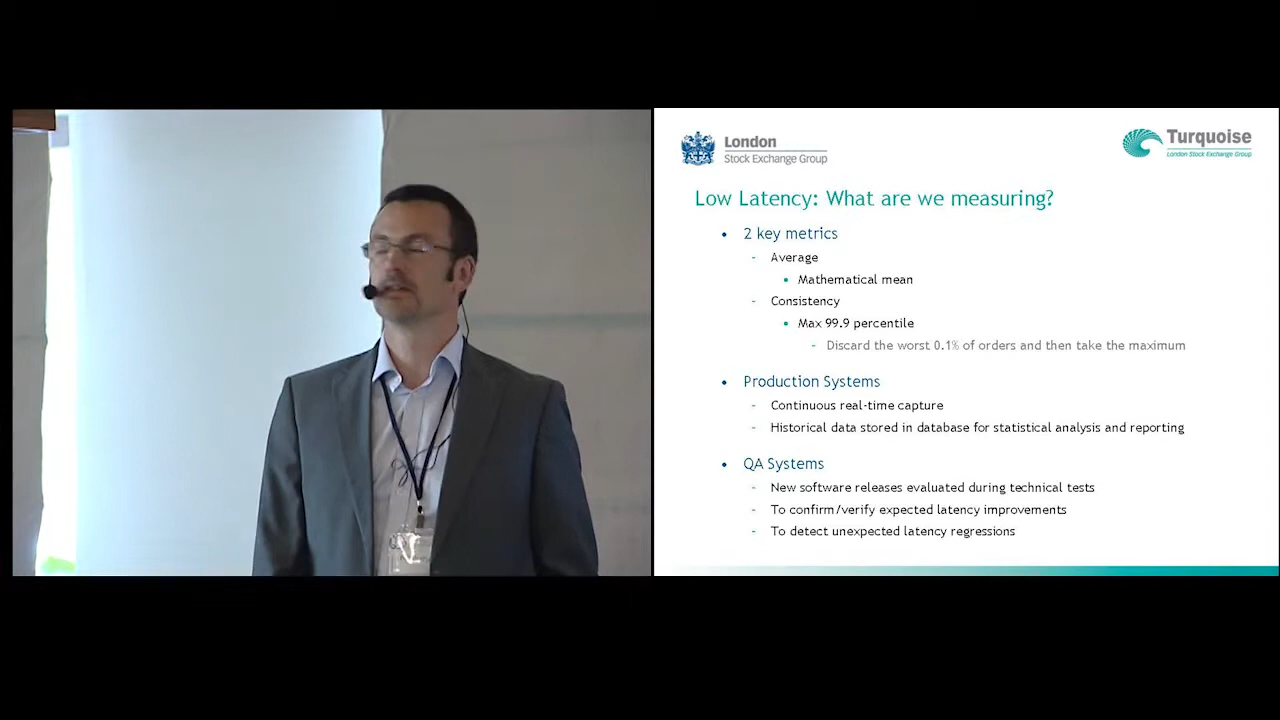 London
Stock Exchange Group
Turquoise
London Stock Exchange Group
Low Latency: What are we measuring?
• 2 key metrics
- Average
• Mathematical mean
- Consistency
• Max 99.9 percentile
- Discard the worst 0.1% of orders and then take the maximum
• Production Systems
- Continuous real-time capture
- Historical data stored in database for statistical analysis and reporting
• QA Systems
- New software releases evaluated during technical tests
- To confirm/verify expected latency improvements
- To detect unexpected latency regressions